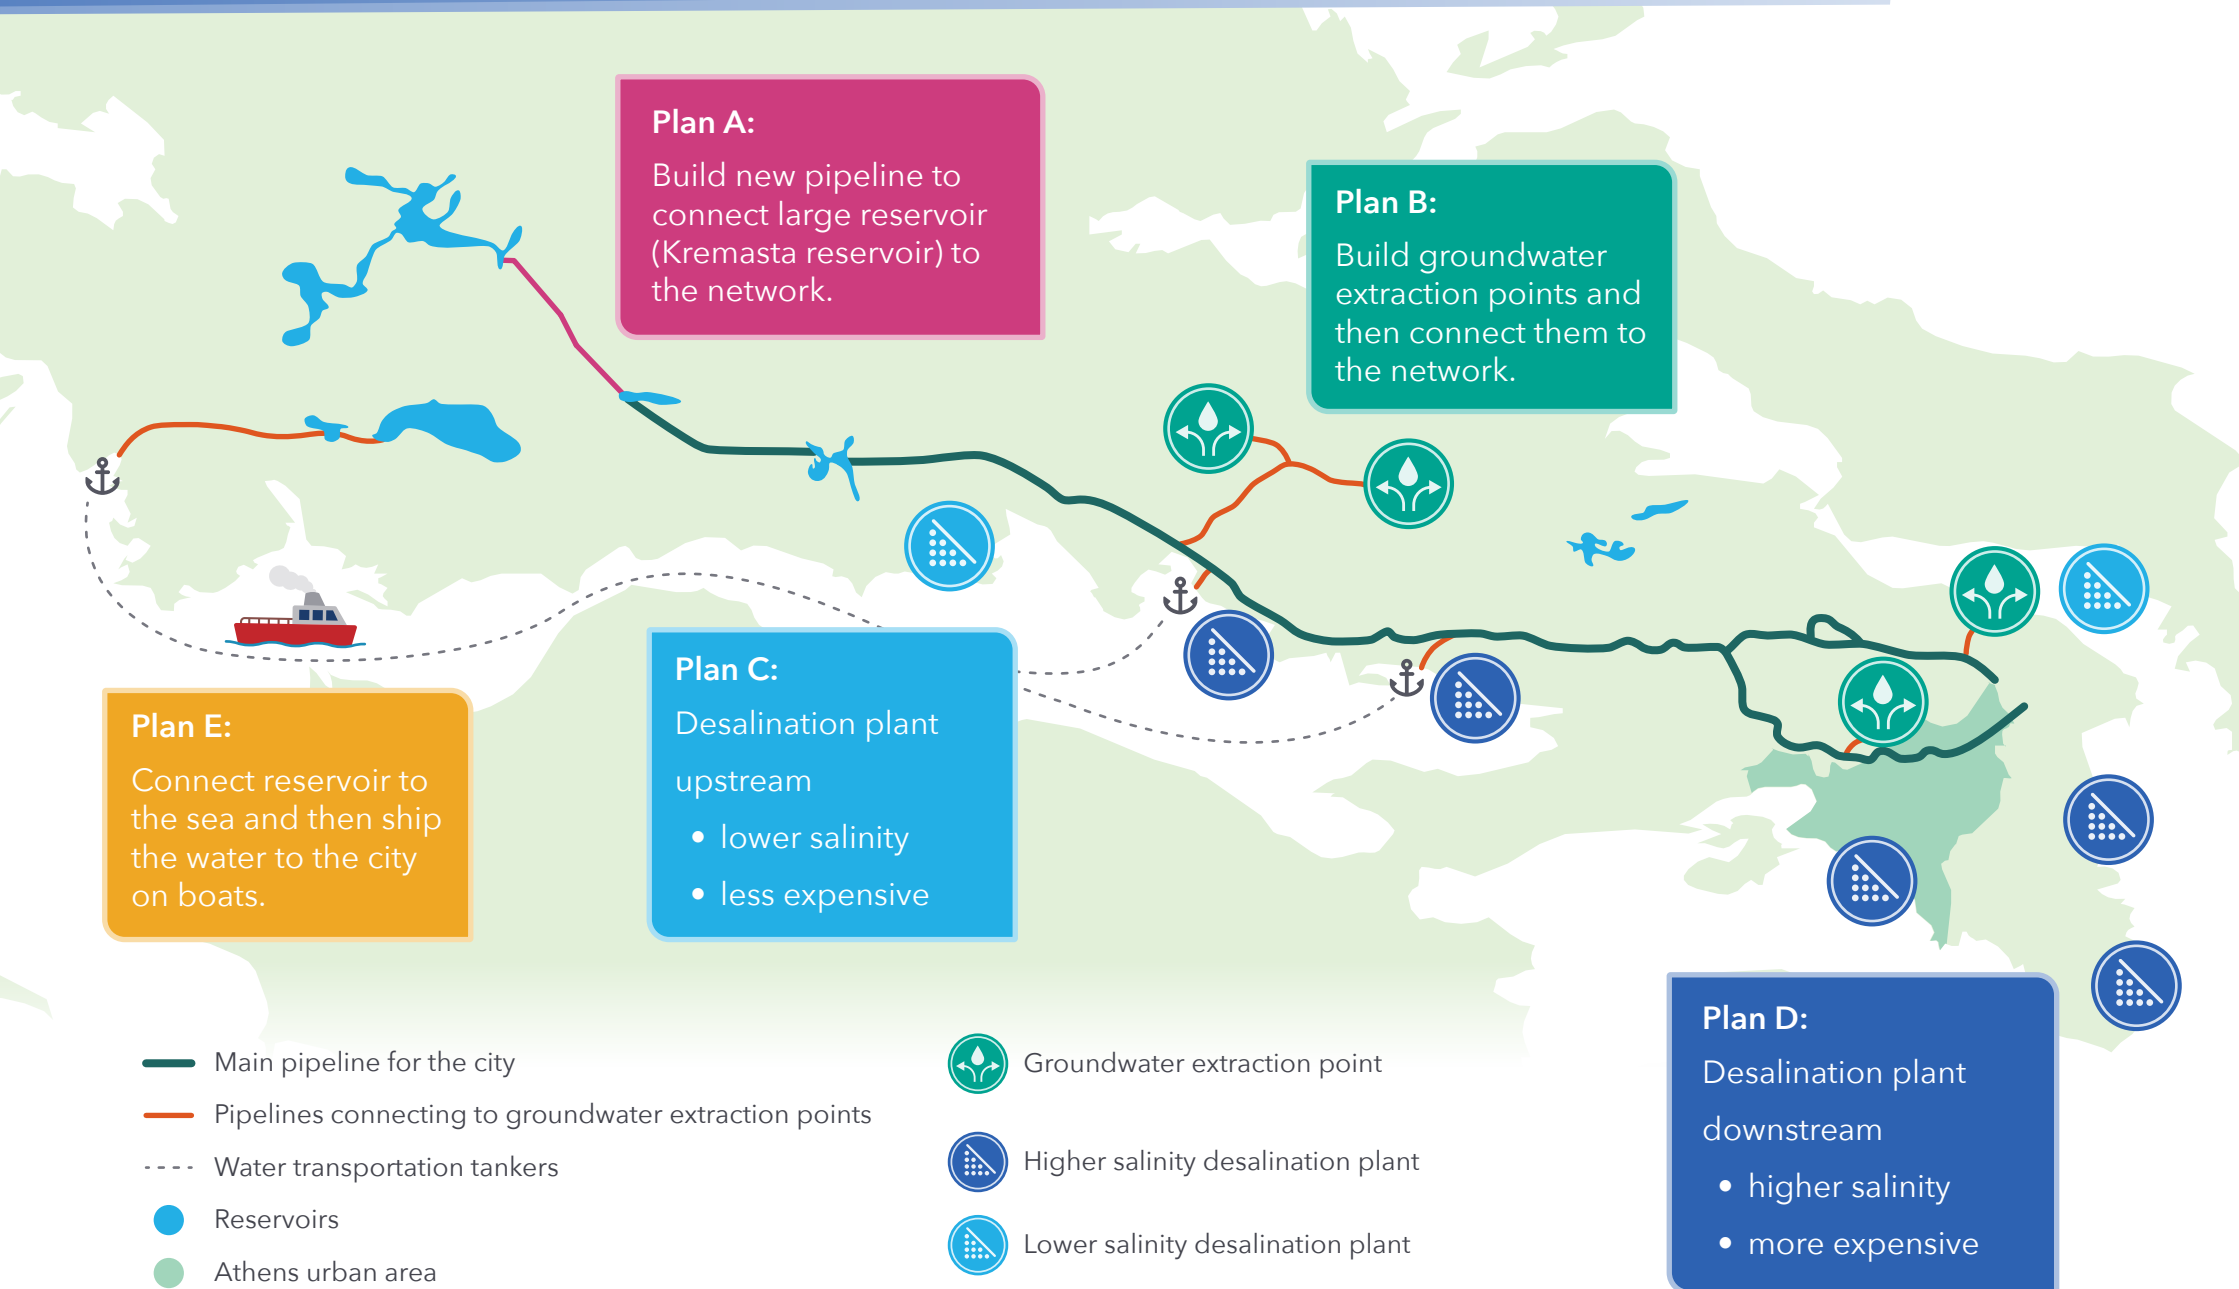 Plan A:
Build new pipeline to
connect large reservoir
(Kremasta reservoir) to
the network.
Plan B:
Build groundwater
extraction points and
then connect them to
the network.
Plan E:
Connect reservoir to
the sea and then ship
the water to the city
on boats.
Plan C:
Desalination plant
upstream
• lower salinity
• less expensive
Plan D:
Desalination plant
downstream
• higher salinity
• more expensive
Main pipeline for the city
Pipelines connecting to groundwater extraction points
Water transportation tankers
Reservoirs
Athens urban area
Groundwater extraction point
Higher salinity desalination plant
Lower salinity desalination plant